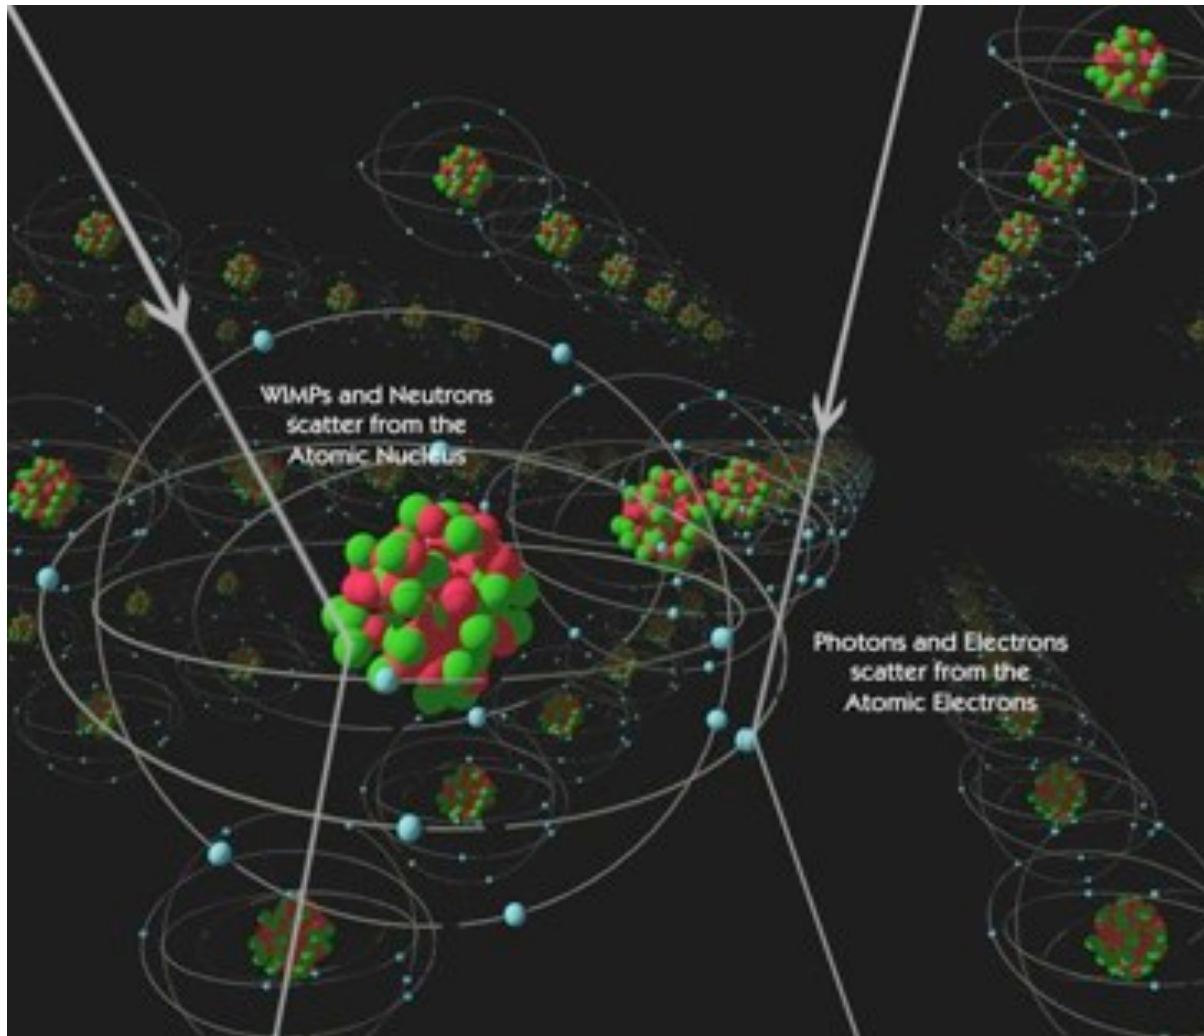 WIMPs and Neutrons
scatter from the
Atomic Nucleus
Photons and Electrons
scatter from the
Atomic Electrons